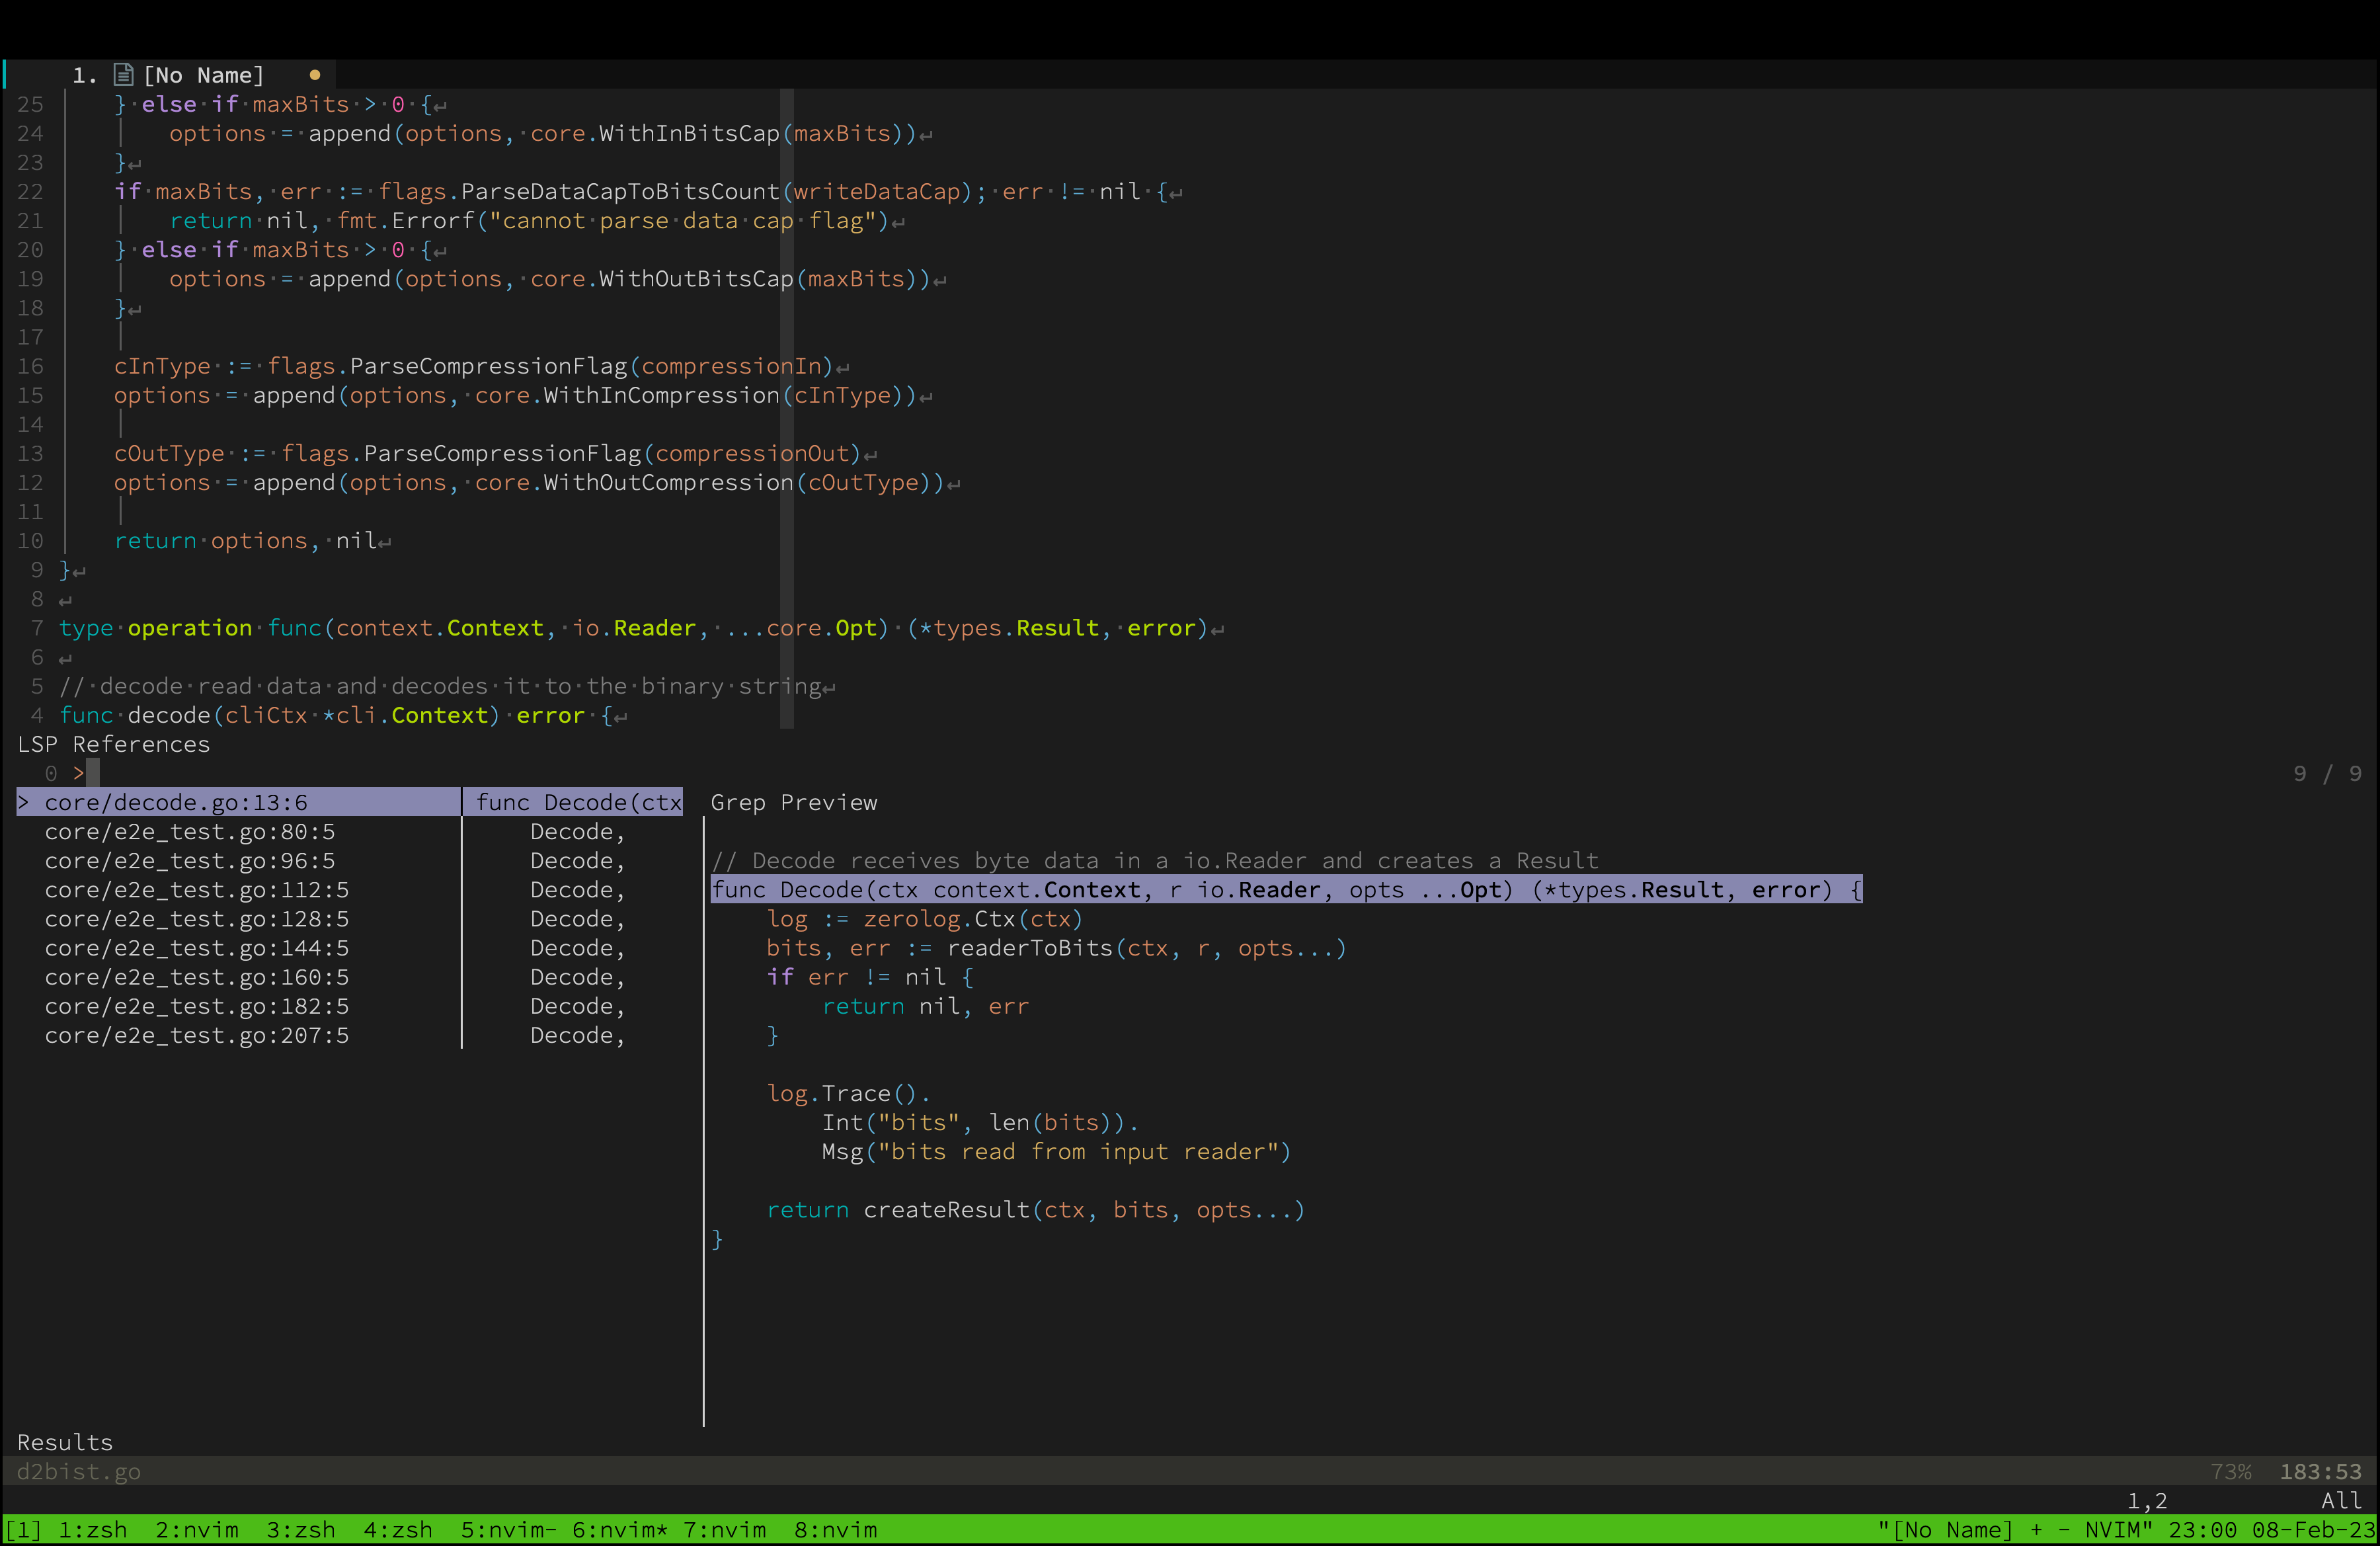 1. [No Name] ●
25 } else if maxBits > 0 {
24 options = append(options, core.WithInBitsCap(maxBits))
23 }
22 if maxBits, err := flags.ParseDataCapToBitsCount(writeDataCap); err != nil {
21 return nil, fmt.Errorf("cannot parse data cap flag")
20 } else if maxBits > 0 {
19 options = append(options, core.WithOutBitsCap(maxBits))
18 }
17
16 cInType := flags.ParseCompressionFlag(compressionIn)
15 options = append(options, core.WithInCompression(cInType))
14
13 cOutType := flags.ParseCompressionFlag(compressionOut)
12 options = append(options, core.WithOutCompression(cOutType))
11
10 return options, nil
9 }
8
7 type operation func(context.Context, io.Reader, ...core.Opt) (*types.Result, error)
6
5 // decode read data and decodes it to the binary string
4 func decode(cliCtx *cli.Context) error {
LSP References
0 > 9 / 9
> core/decode.go:13:6 │ func Decode(ctx
core/e2e_test.go:80:5 │ Decode,
core/e2e_test.go:96:5 │ Decode,
core/e2e_test.go:112:5 │ Decode,
core/e2e_test.go:128:5 │ Decode,
core/e2e_test.go:144:5 │ Decode,
core/e2e_test.go:160:5 │ Decode,
core/e2e_test.go:182:5 │ Decode,
core/e2e_test.go:207:5 │ Decode,
Grep Preview
// Decode receives byte data in a io.Reader and creates a Result
func Decode(ctx context.Context, r io.Reader, opts ...Opt) (*types.Result, error) {
log := zerolog.Ctx(ctx)
bits, err := readerToBits(ctx, r, opts...)
if err != nil {
return nil, err
}
log.Trace().
Int("bits", len(bits)).
Msg("bits read from input reader")
return createResult(ctx, bits, opts...)
}
Results
d2bist.go 73% 183:53
1,2 All
[1] 1:zsh 2:nvim 3:zsh 4:zsh 5:nvim- 6:nvim* 7:nvim 8:nvim "[No Name] + - NVIM" 23:00 08-Feb-23